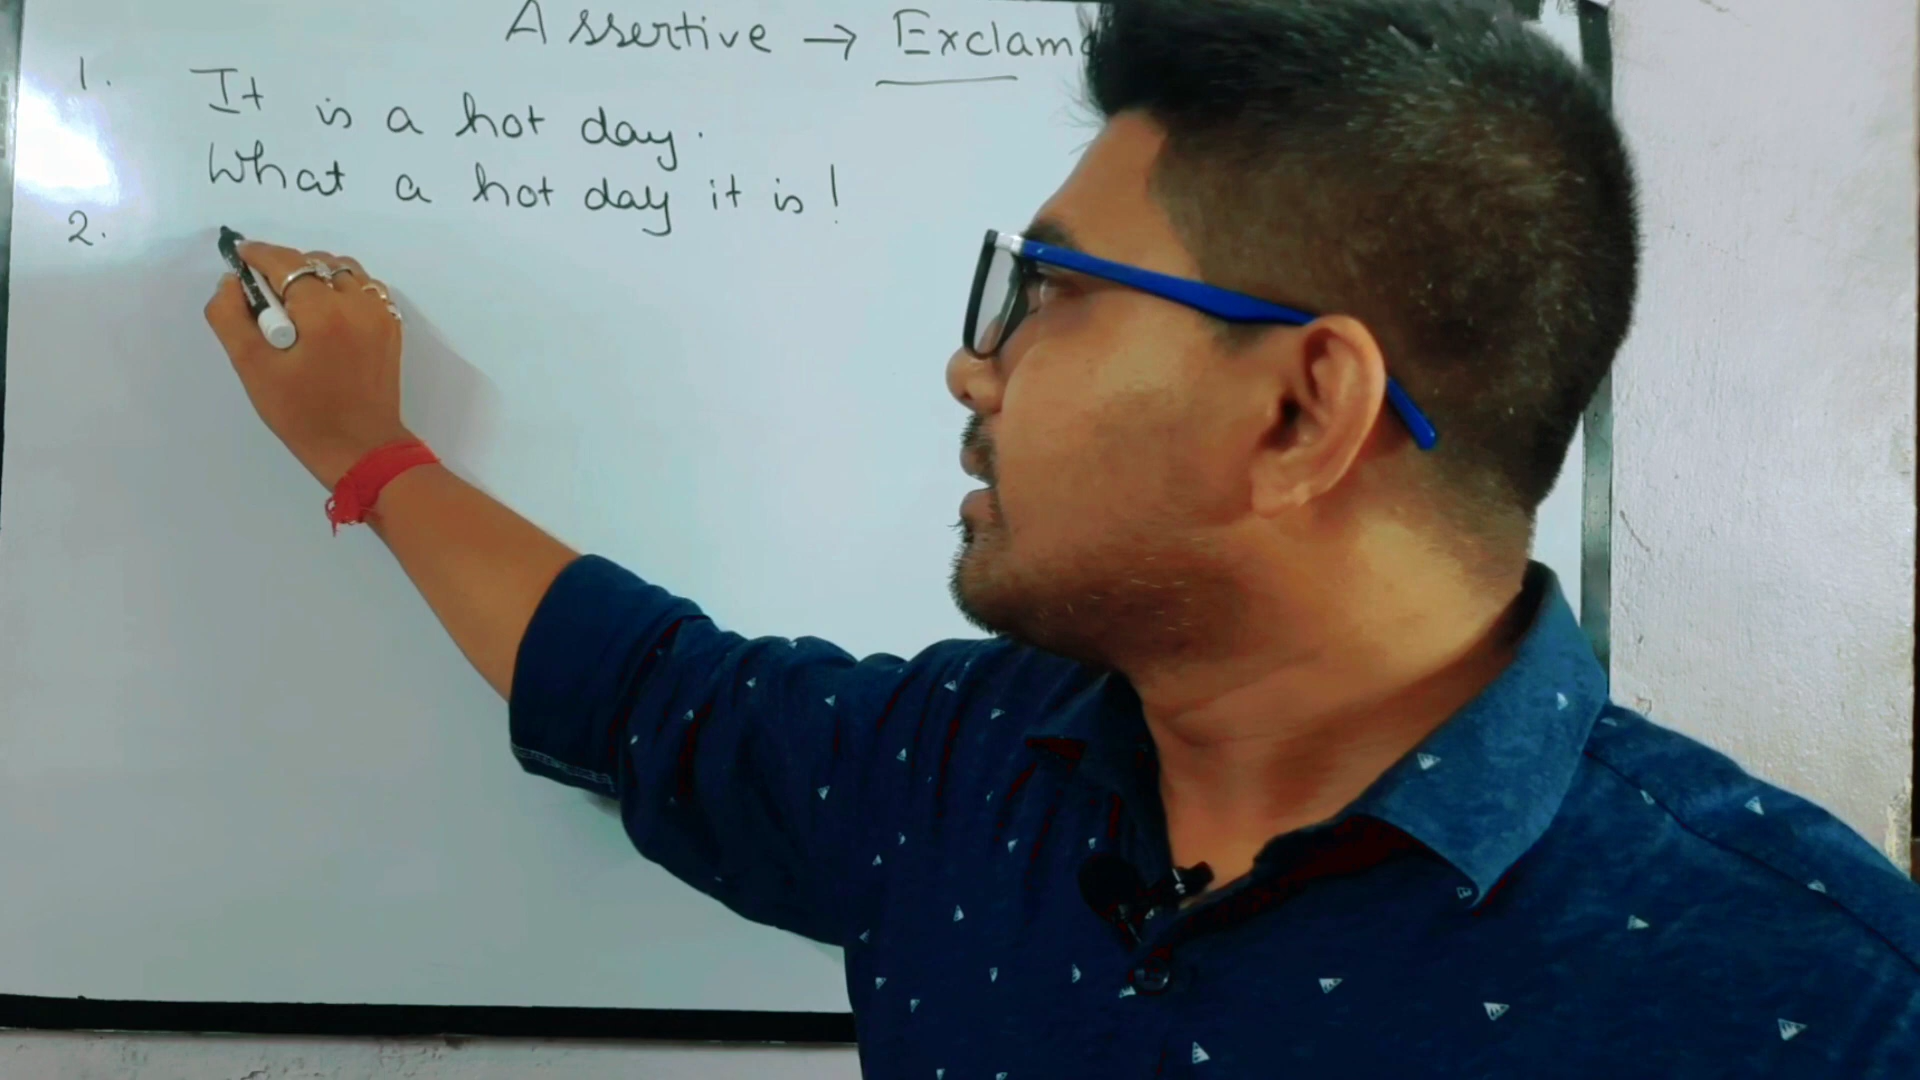 Assertive → Exclam
1. It is a hot day.
What a hot day it is!
2.